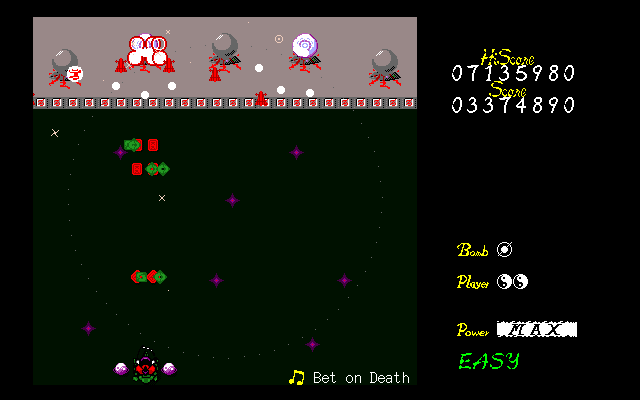 HiScore
07135980
Score
03374890
Bomb
Player
Power MAX
EASY
♫ Bet on Death